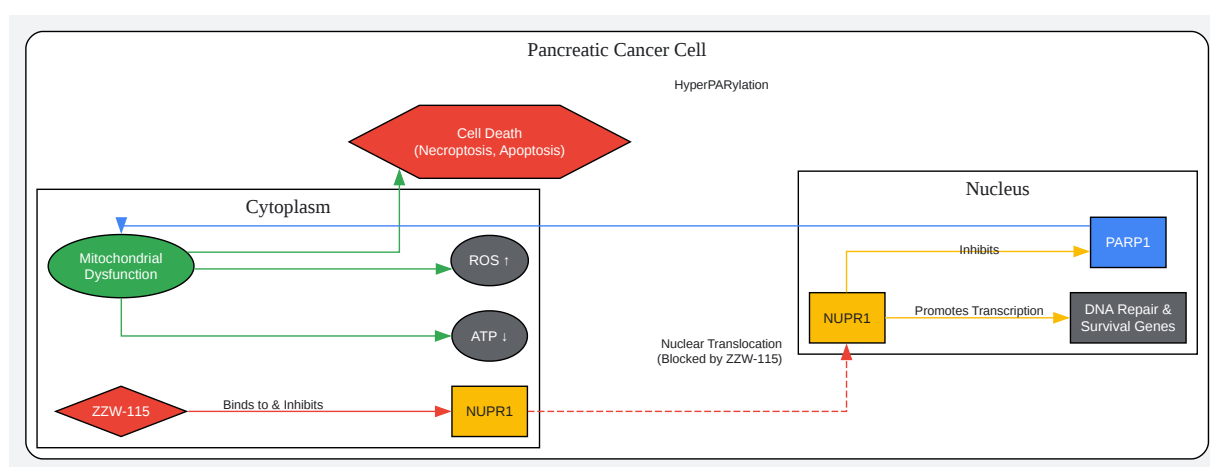 Pancreatic Cancer Cell
HyperPARylation
Cell Death
(Necroptosis, Apoptosis)
Cytoplasm
Nucleus
Mitochondrial
Dysfunction
ROS ↑
ATP ↓
PARP1
Inhibits
NUPR1
Promotes Transcription
DNA Repair &
Survival Genes
Nuclear Translocation
(Blocked by ZZW-115)
ZZW-115
Binds to & Inhibits
NUPR1